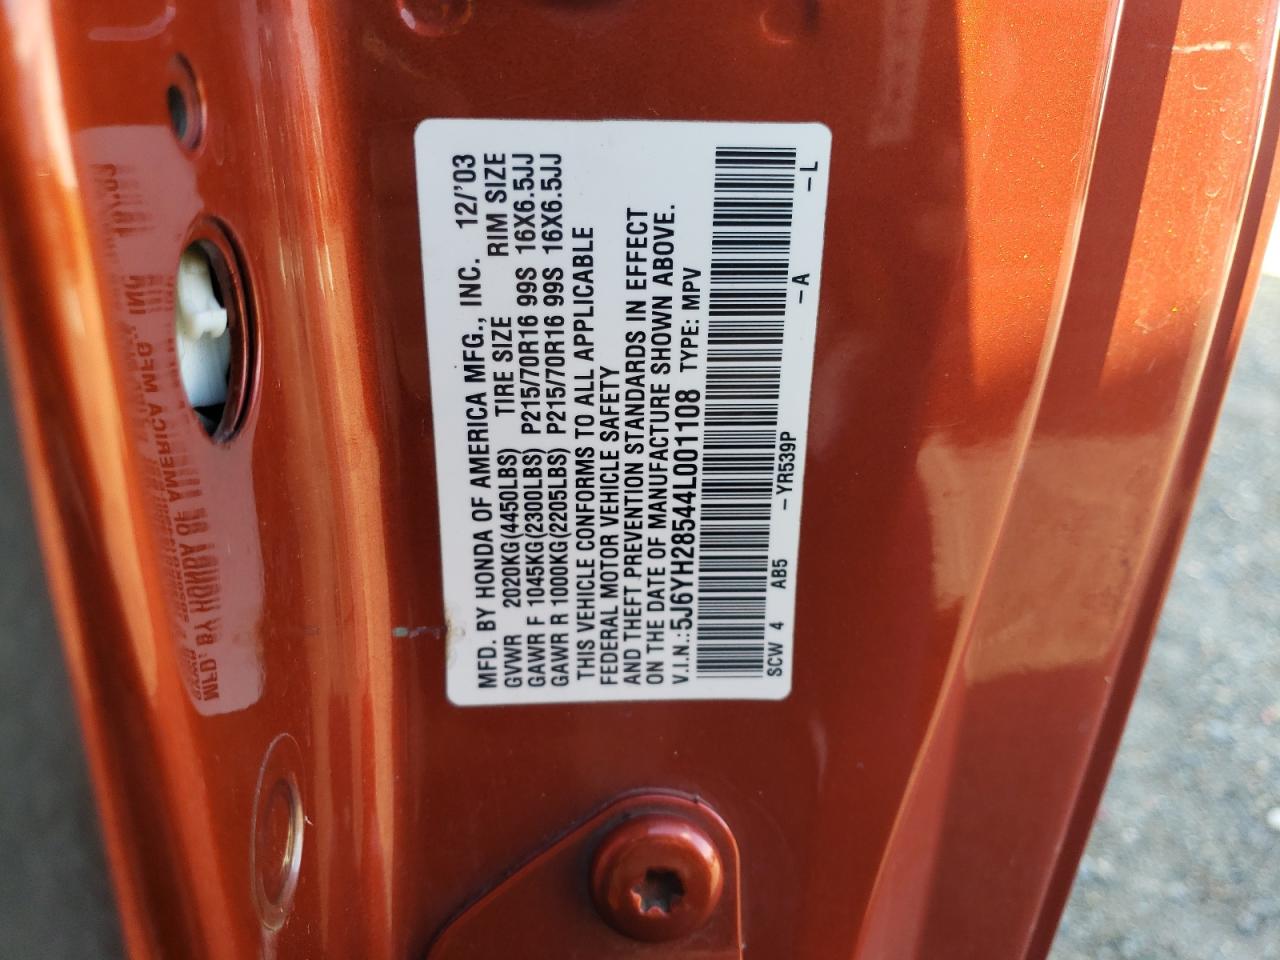 MFD. BY HONDA OF AMERICA MFG., INC. 12/'03
GVWR 2020KG(4450LBS) TIRE SIZE RIM SIZE
GAWR F 1045KG(2300LBS) P215/70R16 99S 16X6.5JJ
GAWR R 1000KG(2205LBS) P215/70R16 99S 16X6.5JJ
THIS VEHICLE CONFORMS TO ALL APPLICABLE
FEDERAL MOTOR VEHICLE SAFETY
AND THEFT PREVENTION STANDARDS IN EFFECT
ON THE DATE OF MANUFACTURE SHOWN ABOVE.
V.I.N.:5J6YH28544L001108 TYPE: MPV
SCW 4 AB5 -YR539P -A -L